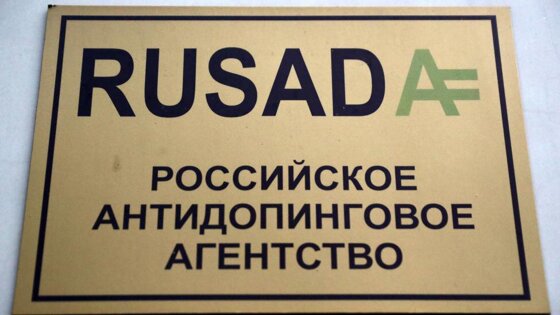 RUSADA
РОССИЙСКОЕ
АНТИДОПИНГОВОЕ
АГЕНТСТВО